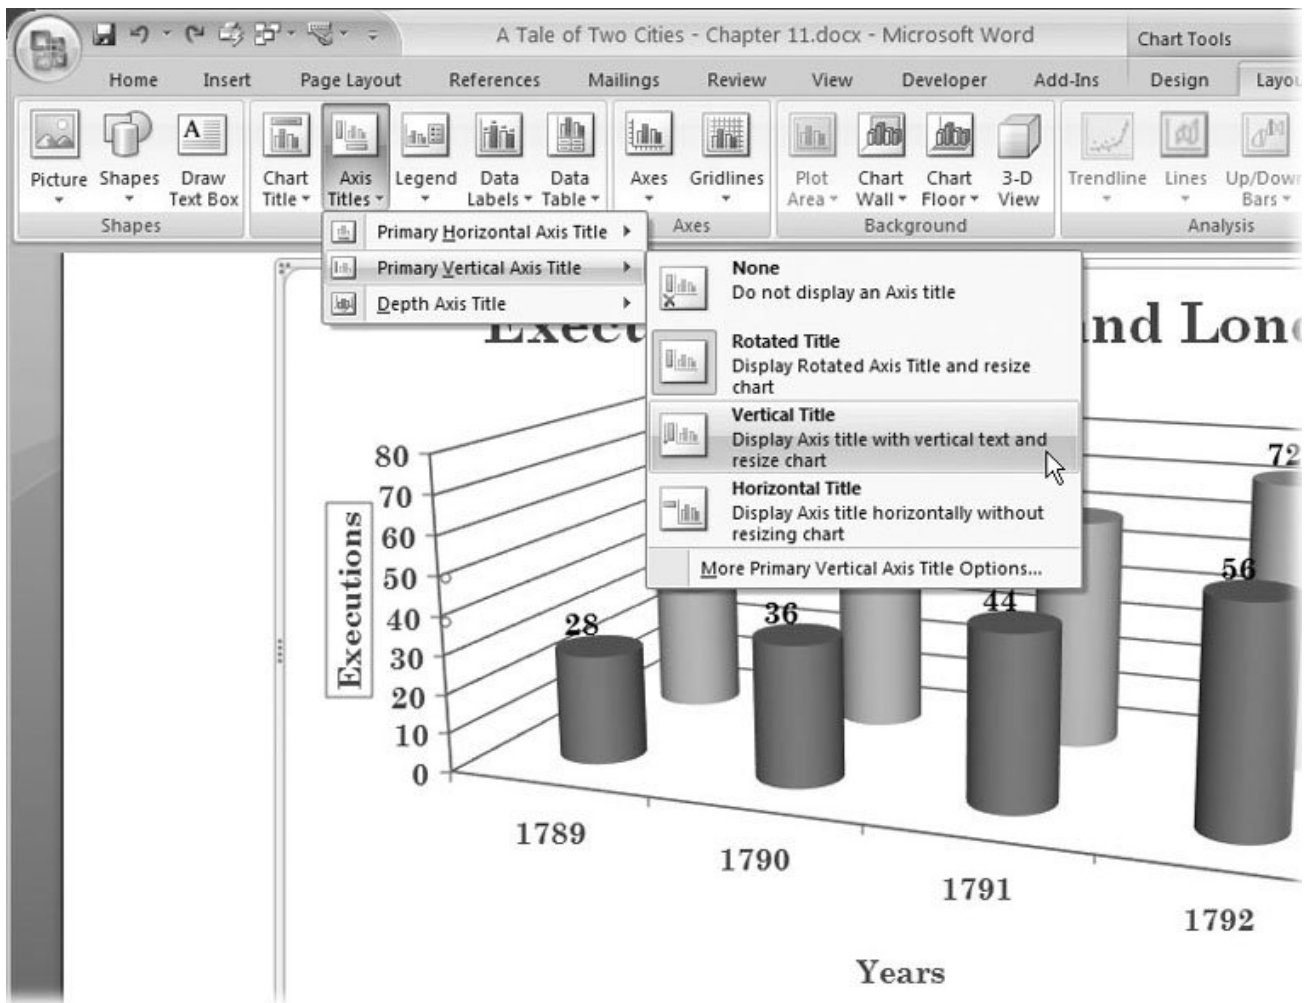 A Tale of Two Cities - Chapter 11.docx - Microsoft Word
Chart Tools
Home Insert Page Layout References Mailings Review View Developer Add-Ins Design
Picture Shapes Draw Text Box Chart Title Axis Titles Legend Data Labels Data Table Axes Gridlines Plot Area Chart Wall Chart Floor 3-D View Trendline Lines Up/Down Bars
Shapes Axes Background Analysis
Primary Horizontal Axis Title
Primary Vertical Axis Title
Depth Axis Title
None
Do not display an Axis title
Rotated Title
Display Rotated Axis Title and resize
chart
Vertical Title
Display Axis title with vertical text and
resize chart
Horizontal Title
Display Axis title horizontally without
resizing chart
More Primary Vertical Axis Title Options...
80
70
60
50
40
30
20
10
0
Executions
28
36
44
56
72
1789
1790
1791
1792
Years